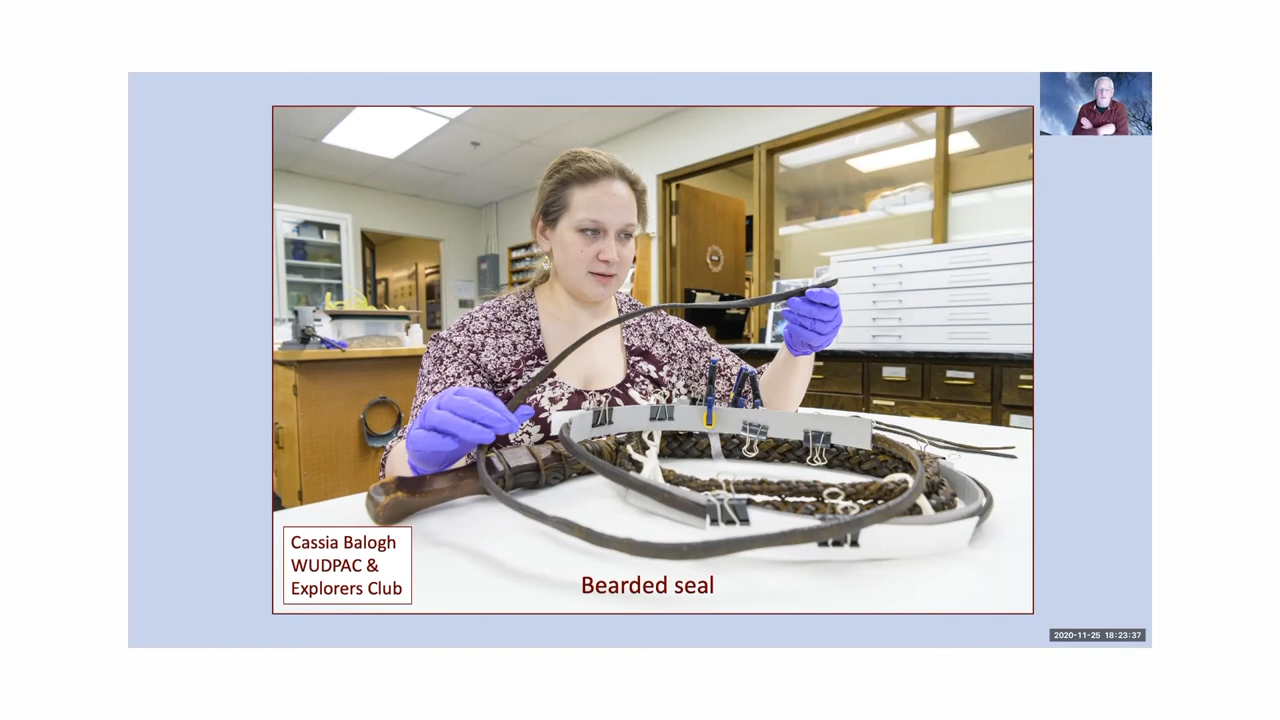 Cassia Balogh
WUDPAC &
Explorers Club
Bearded seal
2020-11-25 18:23:37